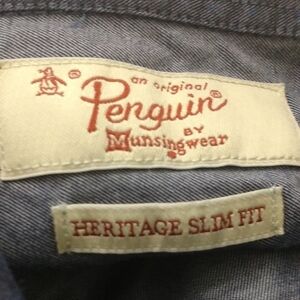 an original
Penguin®
BY
Munsingwear®
HERITAGE SLIM FIT